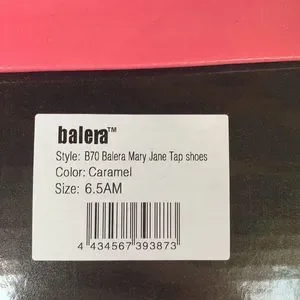 balera™
Style: B70 Balera Mary Jane Tap shoes
Color: Caramel
Size: 6.5AM
4 434567 393873